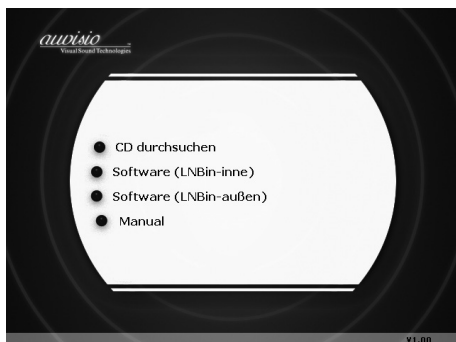 auvisio
Visual Sound Technologies
CD durchsuchen
Software (LNBin-inne)
Software (LNBin-außen)
Manual
V1.00